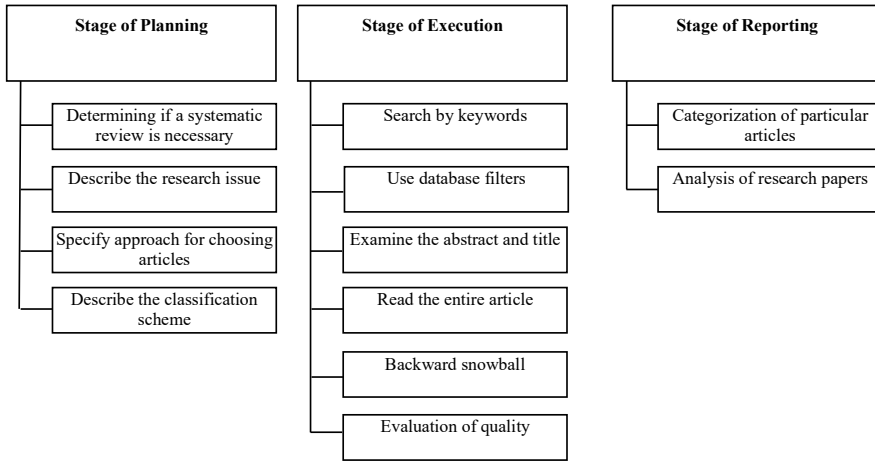 Stage of Planning
Determining if a systematic
review is necessary
Describe the research issue
Specify approach for choosing
articles
Describe the classification
scheme
Stage of Execution
Search by keywords
Use database filters
Examine the abstract and title
Read the entire article
Backward snowball
Evaluation of quality
Stage of Reporting
Categorization of particular
articles
Analysis of research papers